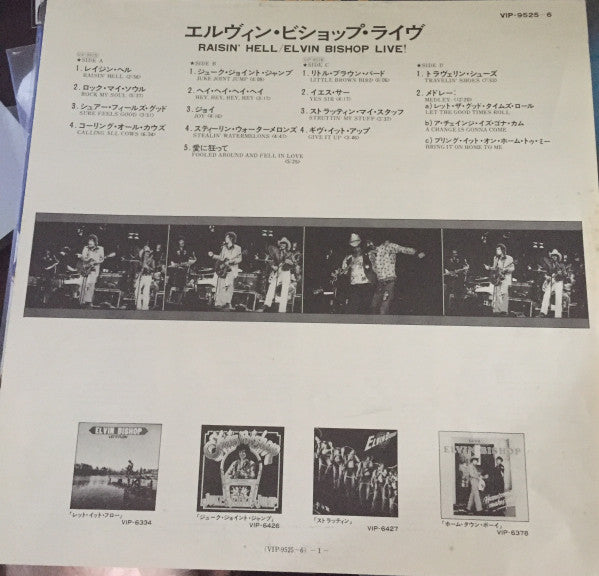 VIP-9525~6
エルヴィン・ビショップ・ライヴ
RAISIN' HELL/ELVIN BISHOP LIVE!
★SIDE A
1. レイジン・ヘル
RAISIN' HELL
2. ロック・マイ・ソウル
ROCK MY SOUL
3. シュアー・フィールズ・グッド
SURE FEELS GOOD
4. コーリング・オール・カウズ
CALLING ALL COWS
★SIDE B
1. ジューク・ジョイント・ジャンプ
JUKE JOINT JUMP
2. ヘイ・ヘイ・ヘイ・ヘイ
HEY, HEY, HEY, HEY
3. ジョイ
JOY
4. スティーリン・ウォーターメロンズ
STEALIN' WATERMELONS
5. 愛に狂って
FOOLED AROUND AND FELL IN LOVE
★SIDE C
1. リトル・ブラウン・バード
LITTLE BROWN BIRD
2. イエス・サー
YES SIR
3. ストラッティン・マイ・スタッフ
STRUTTIN' MY STUFF
4. ギヴ・イット・アップ
GIVE IT UP
★SIDE D
1. トラヴェリン・シューズ
TRAVELIN' SHOES
2. メドレー:
MEDLEY:
a) レット・ザ・グッド・タイムズ・ロール
LET THE GOOD TIMES ROLL
b) ア・チェインジ・イズ・ゴナ・カム
A CHANGE IS GONNA COME
c) ブリング・イット・オン・ホーム・トゥ・ミー
BRING IT ON HOME TO ME
ELVIN BISHOP
「レット・イット・フロー」
VIP-6334
「ジューク・ジョイント・ジャンプ」
VIP-6426
「ストラッティン」
VIP-6427
ELVIN BISHOP
「ホーム・タウン・ボーイ」
VIP-6376
(VIP-9525~6) -1-